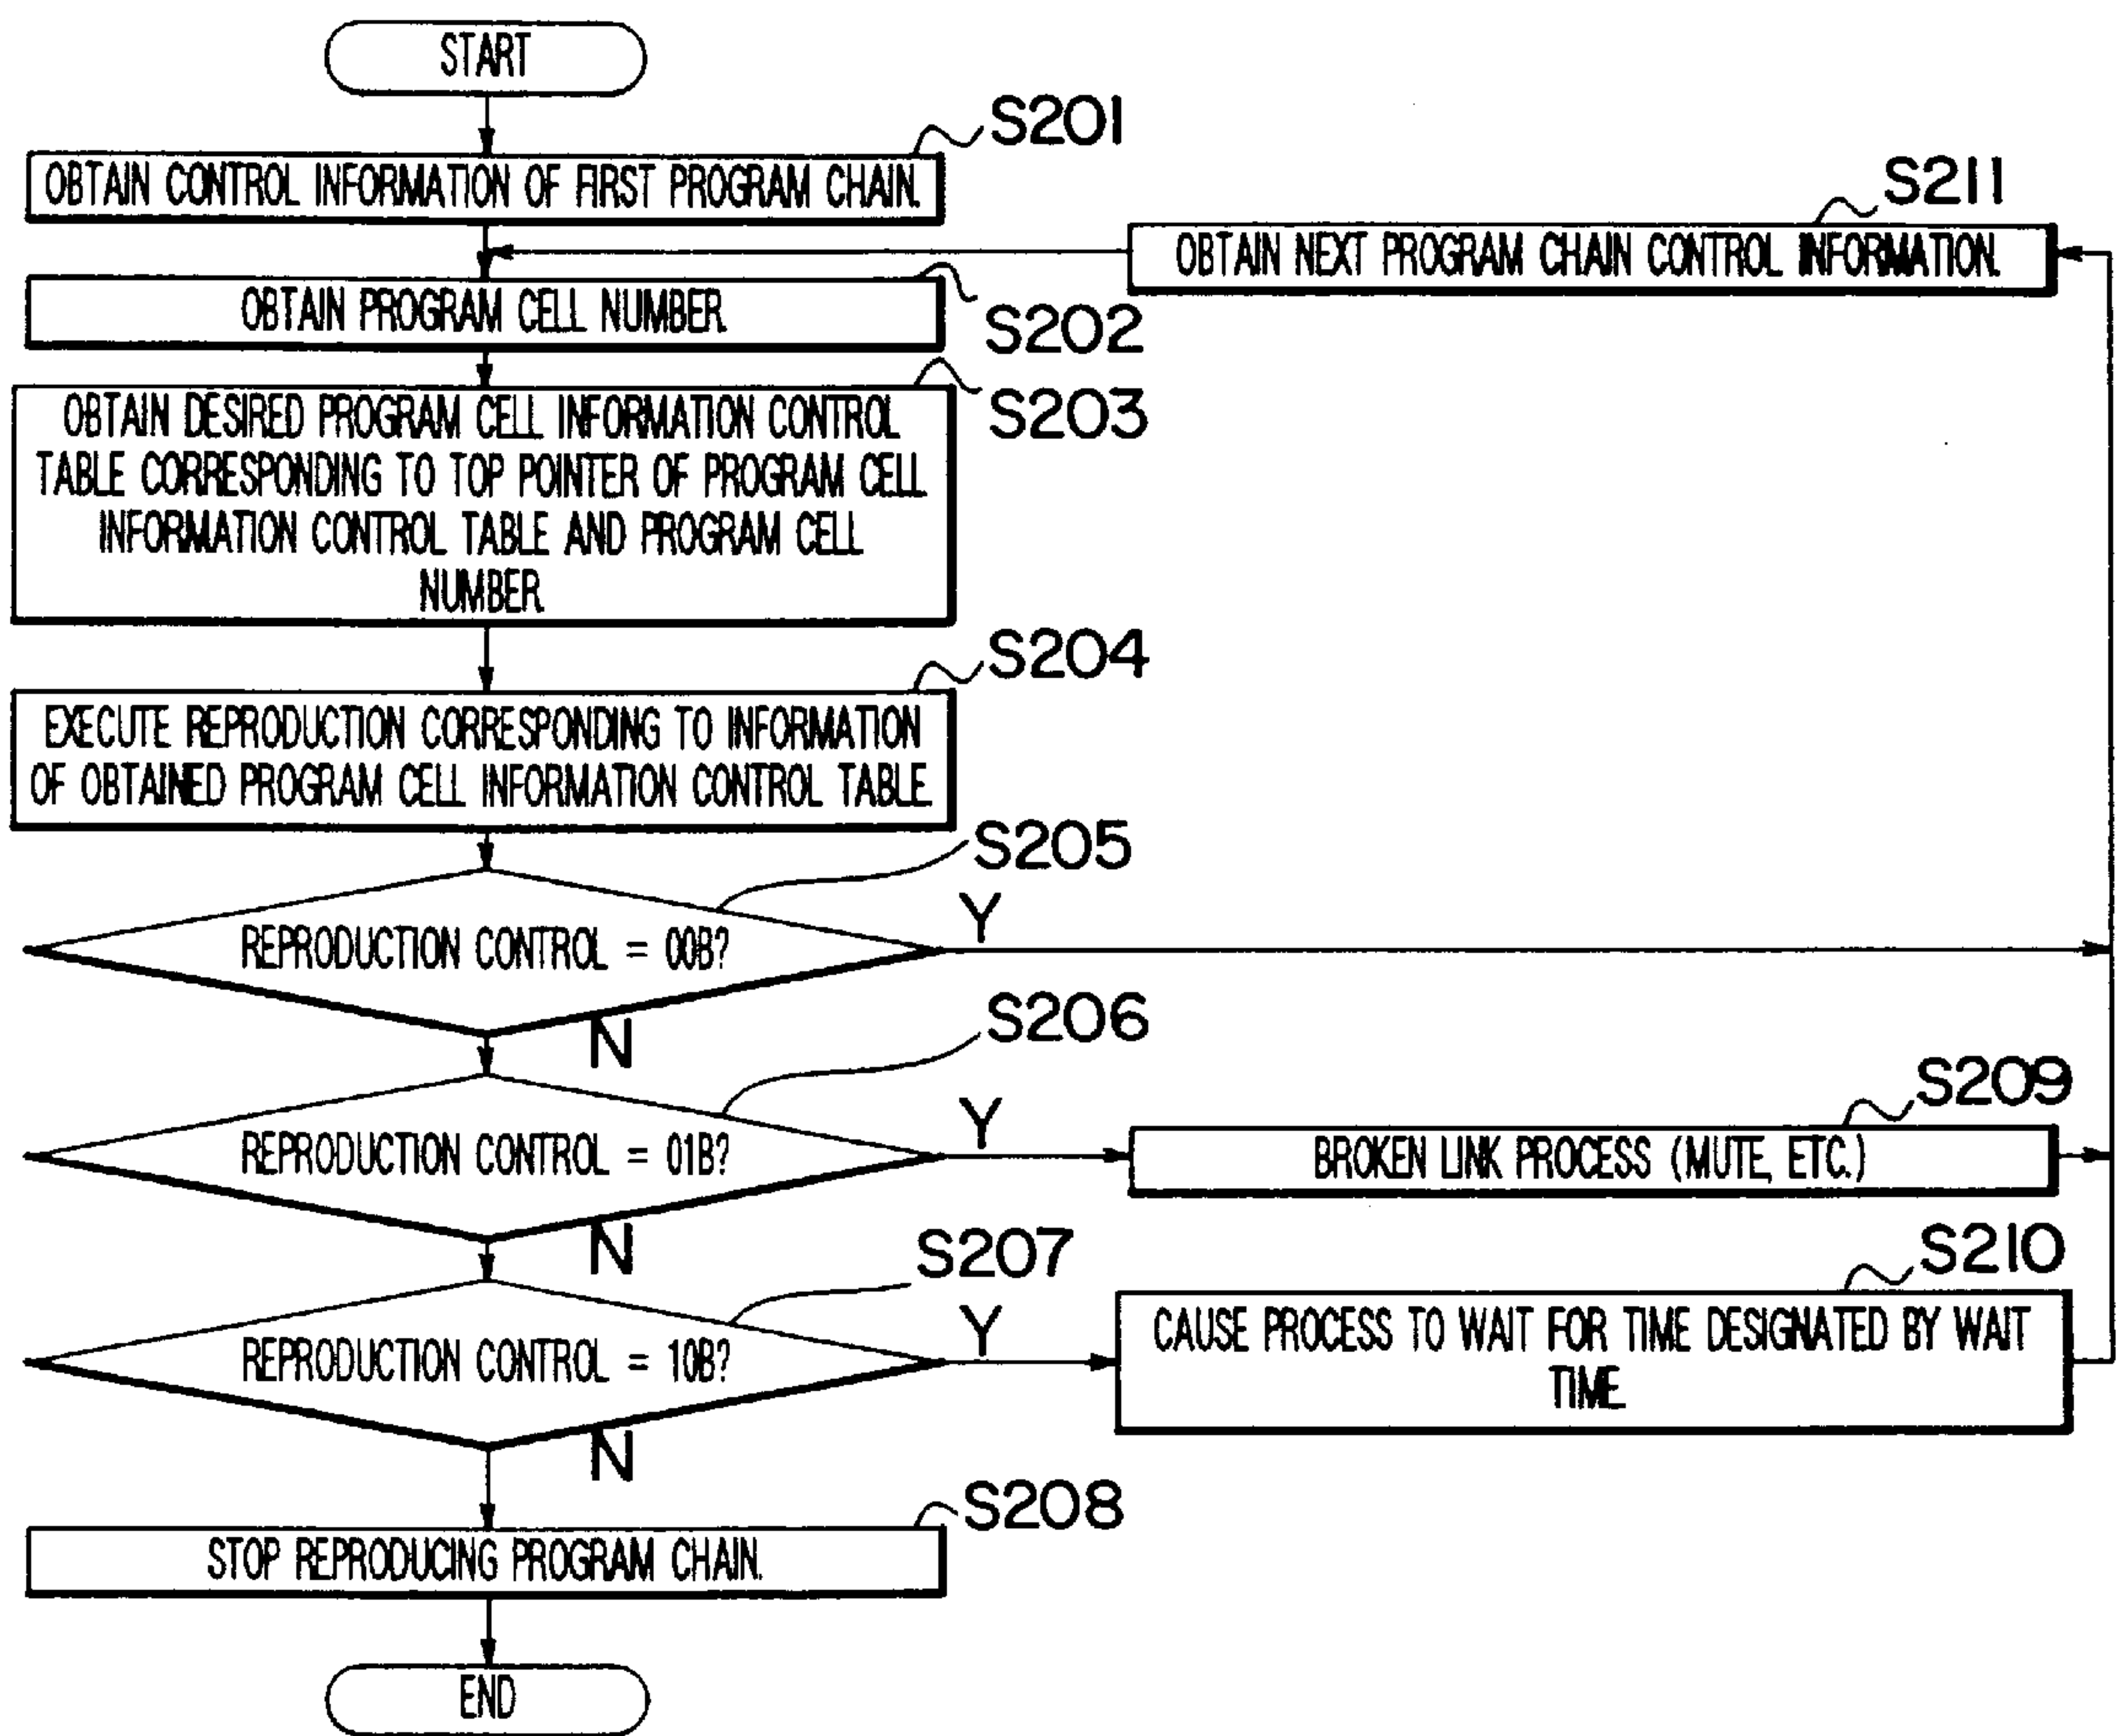 START
S201
OBTAIN CONTROL INFORMATION OF FIRST PROGRAM CHAIN.
S211
OBTAIN NEXT PROGRAM CHAIN CONTROL INFORMATION.
OBTAIN PROGRAM CELL NUMBER
S202
S203
OBTAIN DESIRED PROGRAM CELL INFORMATION CONTROL
TABLE CORRESPONDING TO TOP POINTER OF PROGRAM CELL
INFORMATION CONTROL TABLE AND PROGRAM CELL
NUMBER
S204
EXECUTE REPRODUCTION CORRESPONDING TO INFORMATION
OF OBTAINED PROGRAM CELL INFORMATION CONTROL TABLE.
S205
REPRODUCTION CONTROL = 00B?
Y
N
S206
REPRODUCTION CONTROL = 01B?
Y
S209
BROKEN LINK PROCESS (MUTE, ETC.)
N
S207
REPRODUCTION CONTROL = 10B?
Y
S210
CAUSE PROCESS TO WAIT FOR TIME DESIGNATED BY WAIT
TIME.
N
S208
STOP REPRODUCING PROGRAM CHAIN.
END